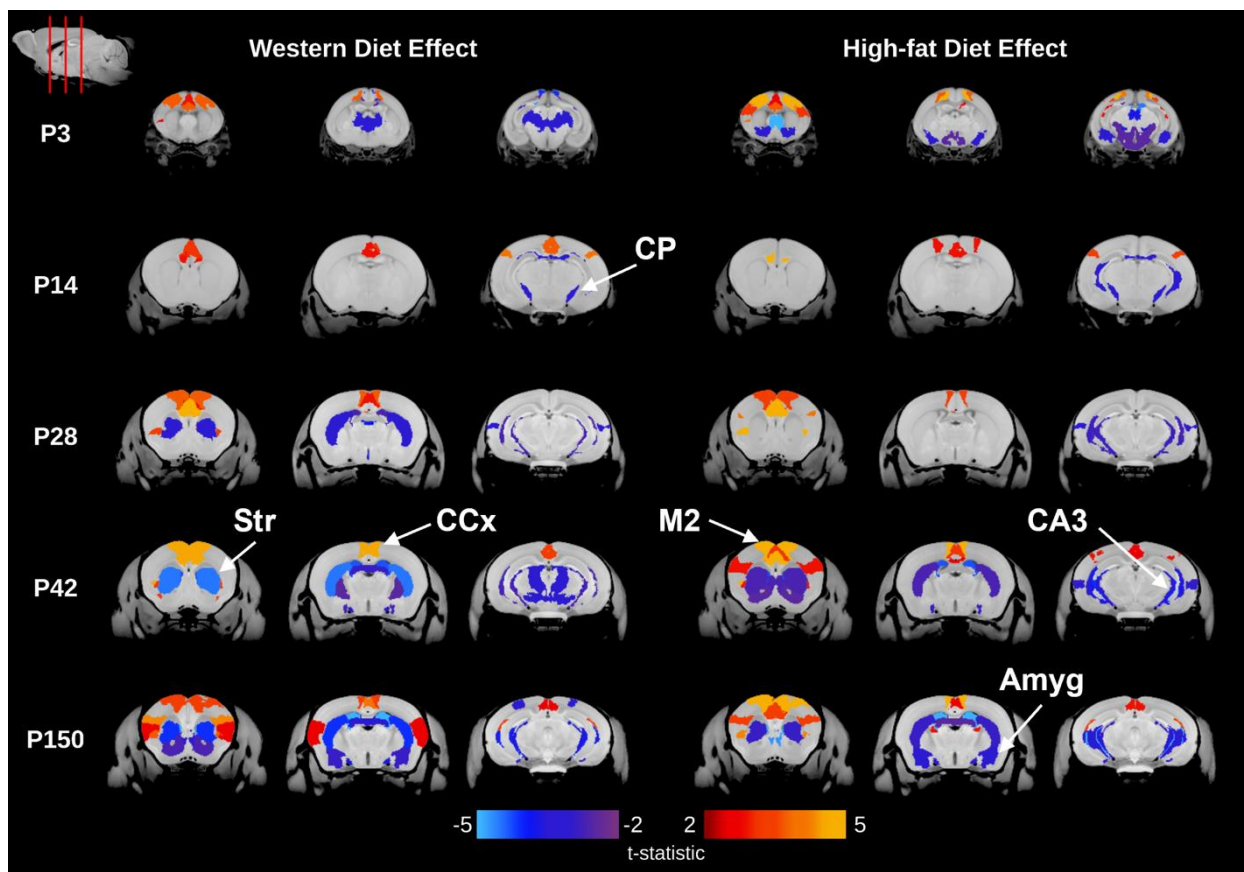 Western Diet Effect
High-fat Diet Effect
P3
P14
CP
P28
Str
CCx
M2
CA3
P42
Amyg
P150
-5
-2
2
5
t-statistic